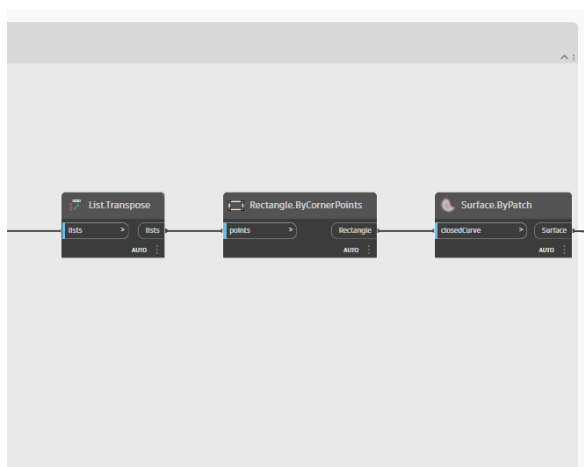 List.Transpose
lists > lists
AUTO
Rectangle.ByCornerPoints
points > Rectangle
AUTO
Surface.ByPatch
closedCurve > Surface
AUTO